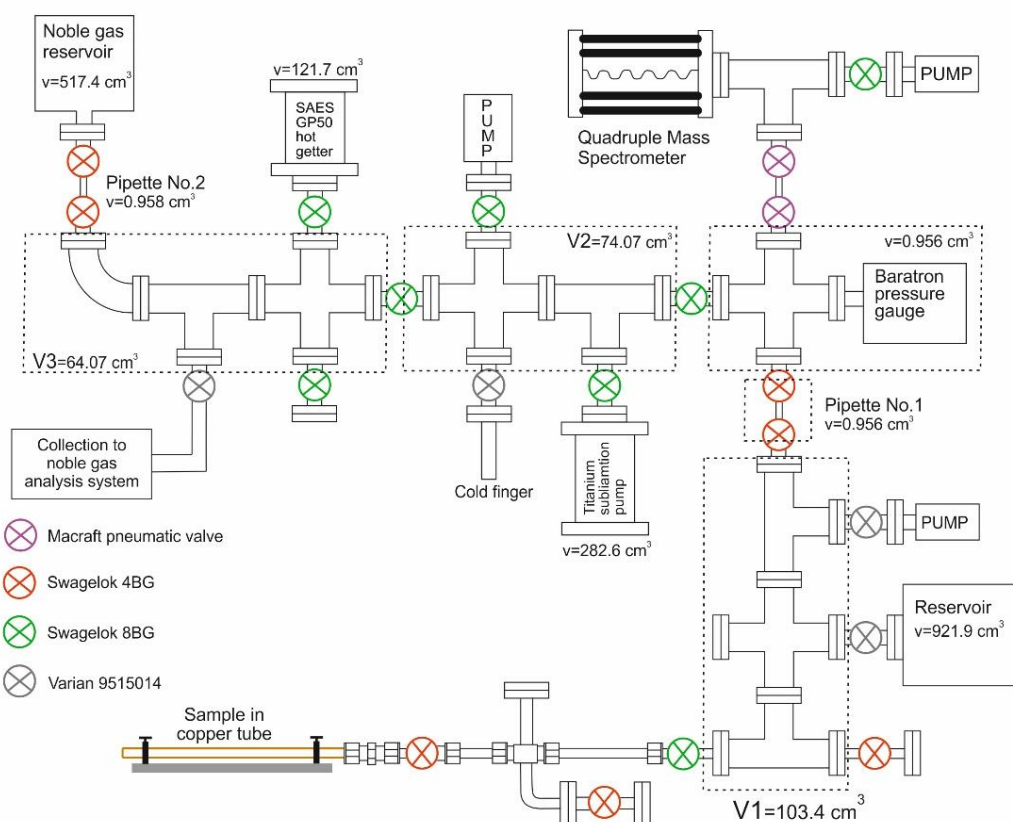 Noble gas
reservoir
v=517.4 cm³
v=121.7 cm³
SAES
GP50
hot
getter
PUMP
Quadruple Mass
Spectrometer
PUMP
Pipette No.2
v=0.958 cm³
V2=74.07 cm³
v=0.956 cm³
Baratron
pressure
gauge
V3=64.07 cm³
Pipette No.1
v=0.956 cm³
Collection to
noble gas
analysis system
Cold finger
Titanium
subliamtion
pump
v=282.6 cm³
PUMP
Macraft pneumatic valve
Swagelok 4BG
Swagelok 8BG
Varian 9515014
Reservoir
v=921.9 cm³
Sample in
copper tube
V1=103.4 cm³